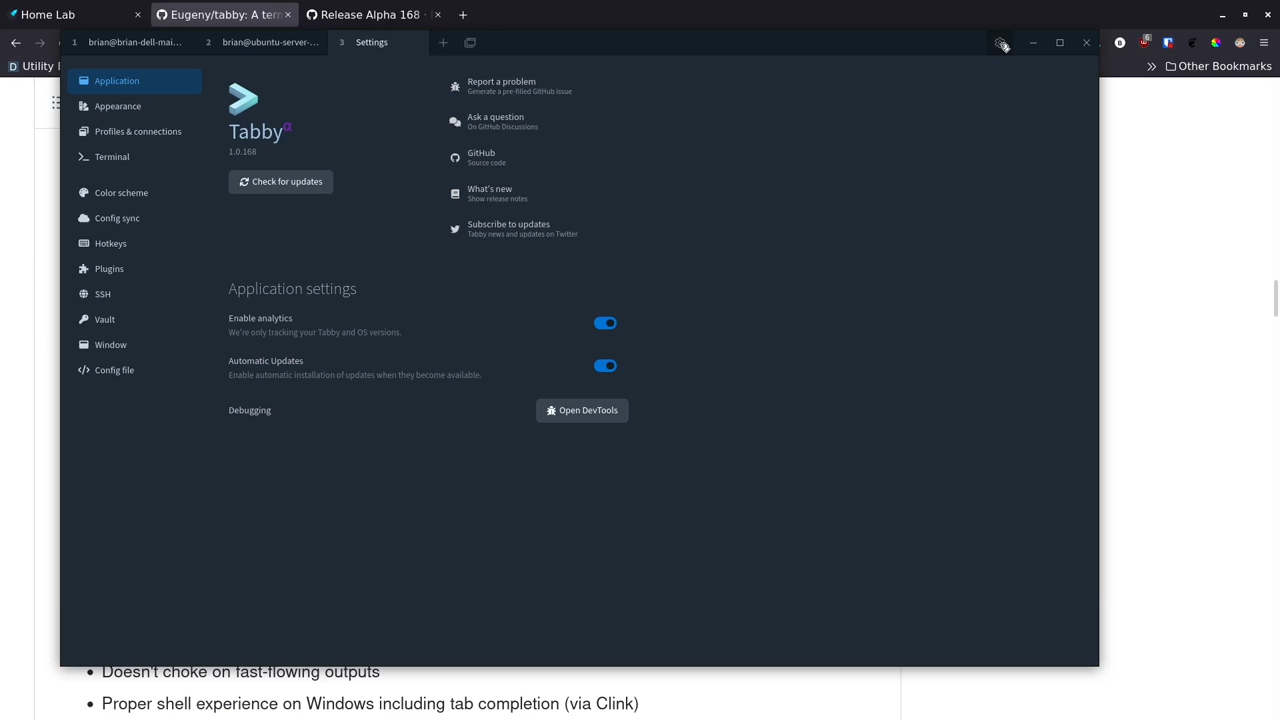 Home Lab
Eugeny/tabby: A tern
Release Alpha 168 ·
1 brian@brian-dell-mai...
2 brian@ubuntu-server-...
3 Settings
6
Utility
Other Bookmarks
Application
Appearance
Profiles & connections
Terminal
Color scheme
Config sync
Hotkeys
Plugins
SSH
Vault
Window
Config file
Tabby α
1.0.168
Check for updates
Report a problem
Generate a pre-filled GitHub issue
Ask a question
On GitHub Discussions
GitHub
Source code
What's new
Show release notes
Subscribe to updates
Tabby news and updates on Twitter
Application settings
Enable analytics
We're only tracking your Tabby and OS versions.
Automatic Updates
Enable automatic installation of updates when they become available.
Debugging
Open DevTools
• Doesn't choke on fast-flowing outputs
• Proper shell experience on Windows including tab completion (via Clink)